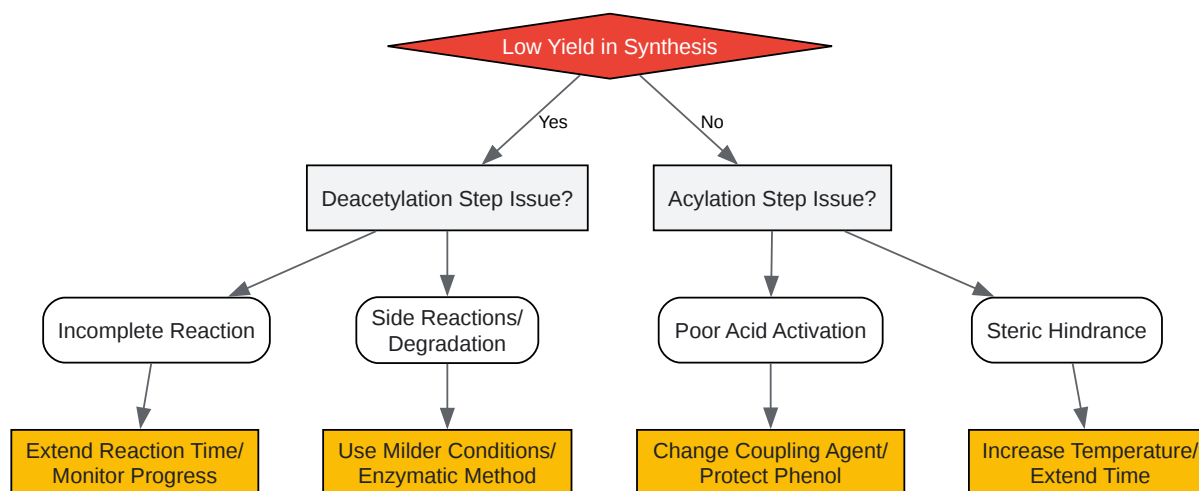 Low Yield in Synthesis
Yes
No
Deacetylation Step Issue?
Acylation Step Issue?
Incomplete Reaction
Side Reactions/
Degradation
Poor Acid Activation
Steric Hindrance
Extend Reaction Time/
Monitor Progress
Use Milder Conditions/
Enzymatic Method
Change Coupling Agent/
Protect Phenol
Increase Temperature/
Extend Time